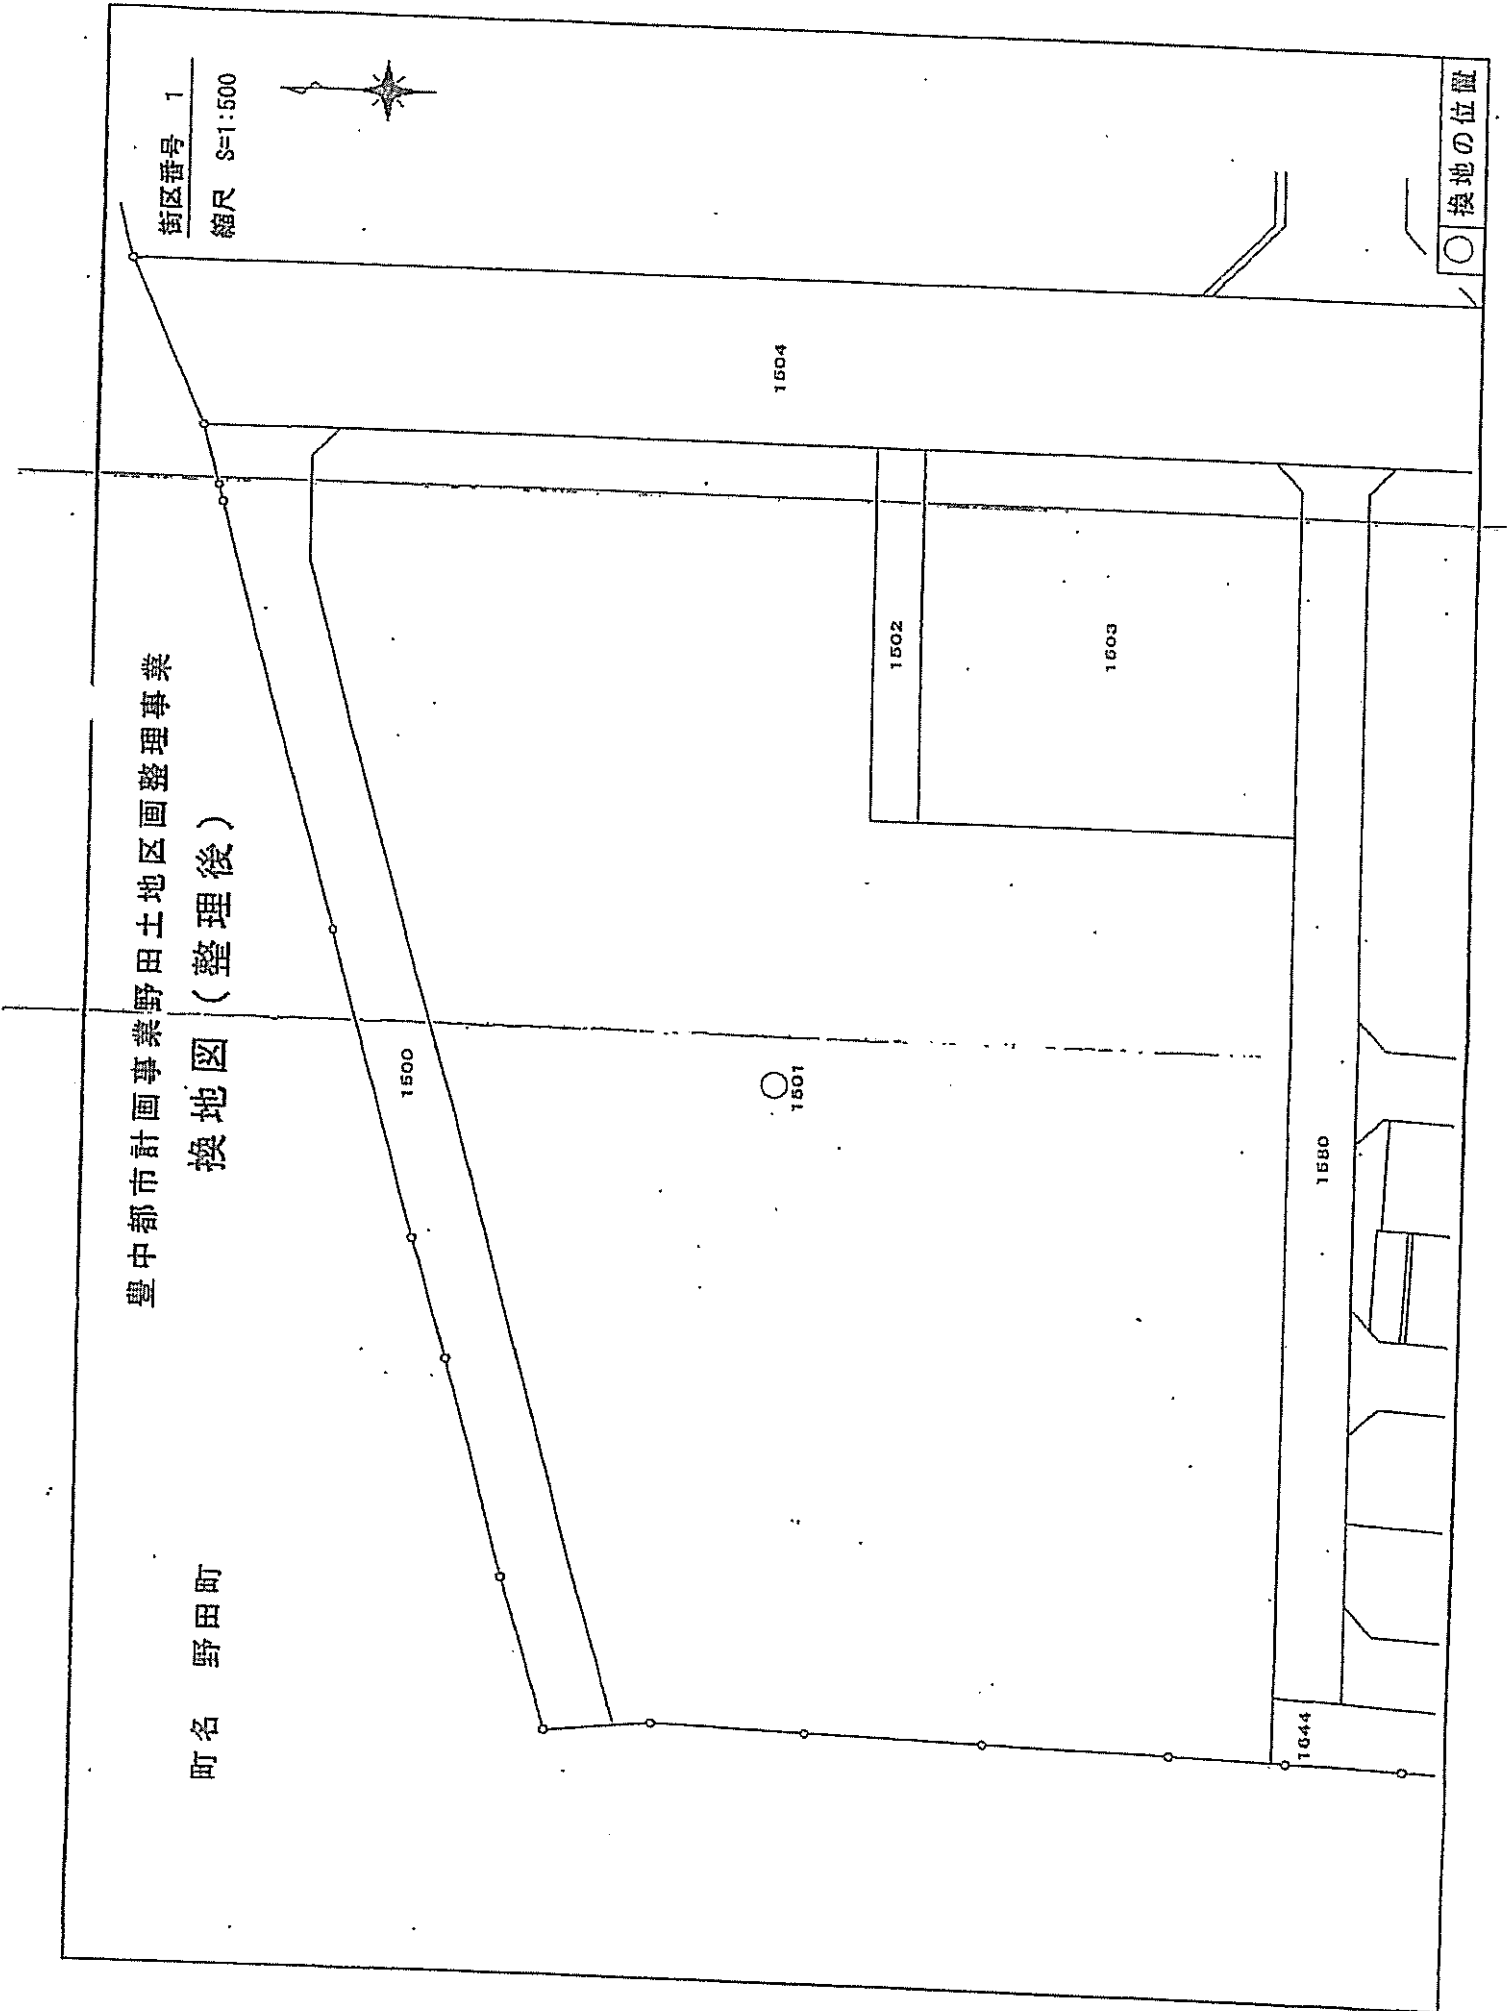 豊中都市計画事業野田土地区画整理事業
換地図（整理後）
町名 野田町
街区番号 1
縮尺 S=1:500
1504
1502
1503
1500
1501
1580
1544
○ 換地の位置